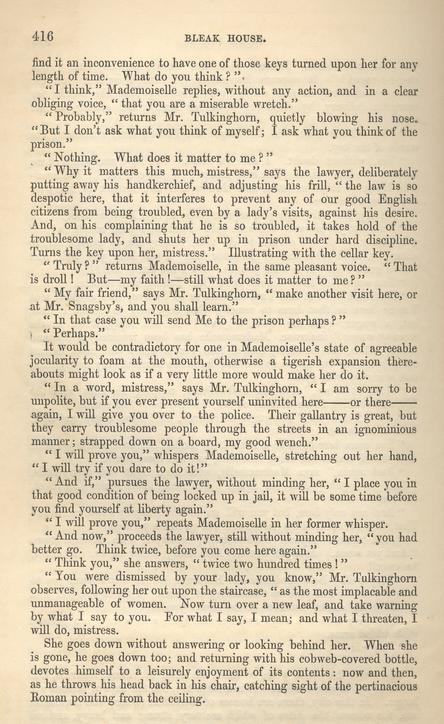 416 BLEAK HOUSE.
find it an inconvenience to have one of those keys turned upon her for any
length of time. What do you think?"
"I think," Mademoiselle replies, without any action, and in a clear
obliging voice, "that you are a miserable wretch."
"Probably," returns Mr. Tulkinghorn, quietly blowing his nose.
"But I don't ask what you think of myself; I ask what you think of the
prison."
"Nothing. What does it matter to me?"
"Why it matters this much, mistress," says the lawyer, deliberately
putting away his handkerchief, and adjusting his frill, "the law is so
despotic here, that it interferes to prevent any of our good English
citizens from being troubled, even by a lady's visits, against his desire.
And, on his complaining that he is so troubled, it takes hold of the
troublesome lady, and shuts her up in prison under hard discipline.
Turns the key upon her, mistress." Illustrating with the cellar key.
"Truly?" returns Mademoiselle, in the same pleasant voice. "That
is droll! But—my faith!—still what does it matter to me?"
"My fair friend," says Mr. Tulkinghorn, "make another visit here, or
at Mr. Snagsby's, and you shall learn."
"In that case you will send Me to the prison perhaps?"
"Perhaps."
It would be contradictory for one in Mademoiselle's state of agreeable
jocularity to foam at the mouth, otherwise a tigerish expansion there-
abouts might look as if a very little more would make her do it.
"In a word, mistress," says Mr. Tulkinghorn, "I am sorry to be
unpolite, but if you ever present yourself uninvited here——or there——
again, I will give you over to the police. Their gallantry is great, but
they carry troublesome people through the streets in an ignominious
manner; strapped down on a board, my good wench."
"I will prove you," whispers Mademoiselle, stretching out her hand,
"I will try if you dare to do it!"
"And if," pursues the lawyer, without minding her, "I place you in
that good condition of being locked up in jail, it will be some time before
you find yourself at liberty again."
"I will prove you," repeats Mademoiselle in her former whisper.
"And now," proceeds the lawyer, still without minding her, "you had
better go. Think twice, before you come here again."
"Think you," she answers, "twice two hundred times!"
"You were dismissed by your lady, you know," Mr. Tulkinghorn
observes, following her out upon the staircase, "as the most implacable and
unmanageable of women. Now turn over a new leaf, and take warning
by what I say to you. For what I say, I mean; and what I threaten, I
will do, mistress.
She goes down without answering or looking behind her. When she
is gone, he goes down too; and returning with his cobweb-covered bottle,
devotes himself to a leisurely enjoyment of its contents: now and then,
as he throws his head back in his chair, catching sight of the pertinacious
Roman pointing from the ceiling.